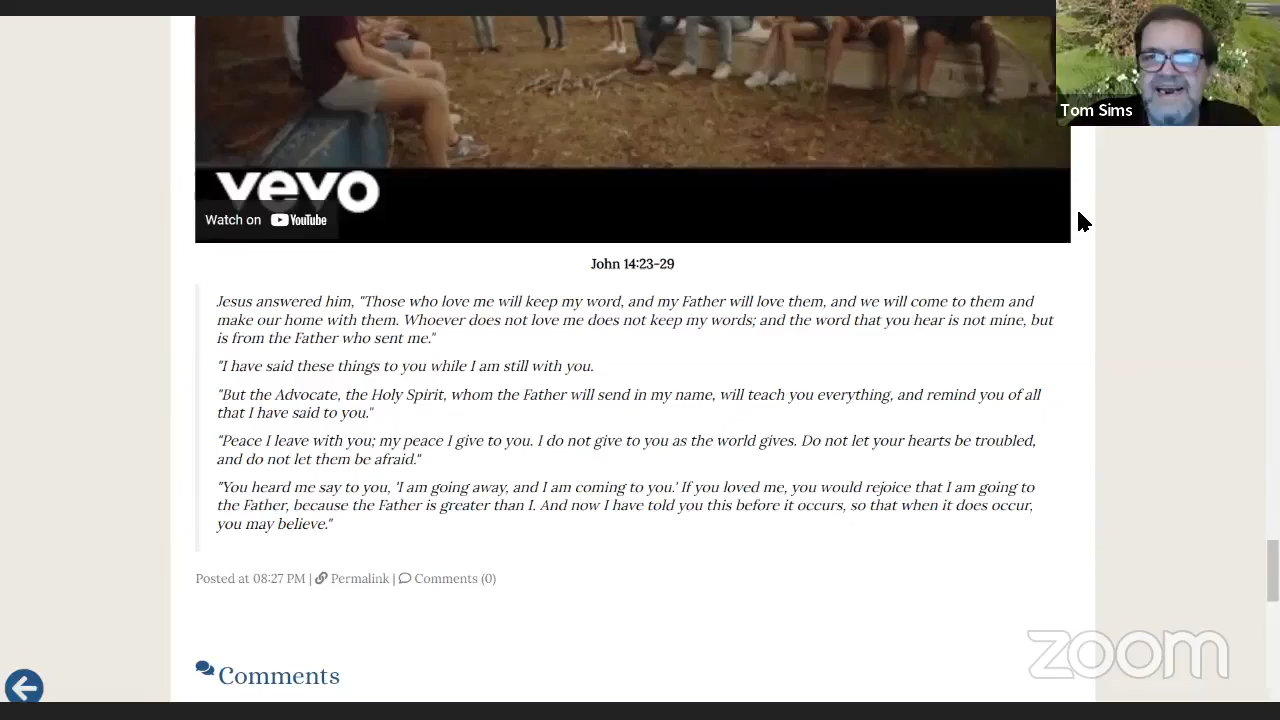 Tom Sims
vevo
Watch on YouTube
John 14:23-29
Jesus answered him, "Those who love me will keep my word, and my Father will love them, and we will come to them and
make our home with them. Whoever does not love me does not keep my words; and the word that you hear is not mine, but
is from the Father who sent me."
"I have said these things to you while I am still with you.
"But the Advocate, the Holy Spirit, whom the Father will send in my name, will teach you everything, and remind you of all
that I have said to you."
"Peace I leave with you; my peace I give to you. I do not give to you as the world gives. Do not let your hearts be troubled,
and do not let them be afraid."
"You heard me say to you, 'I am going away, and I am coming to you.' If you loved me, you would rejoice that I am going to
the Father, because the Father is greater than I. And now I have told you this before it occurs, so that when it does occur,
you may believe."
Posted at 08:27 PM | Permalink | Comments (0)
zoom
Comments